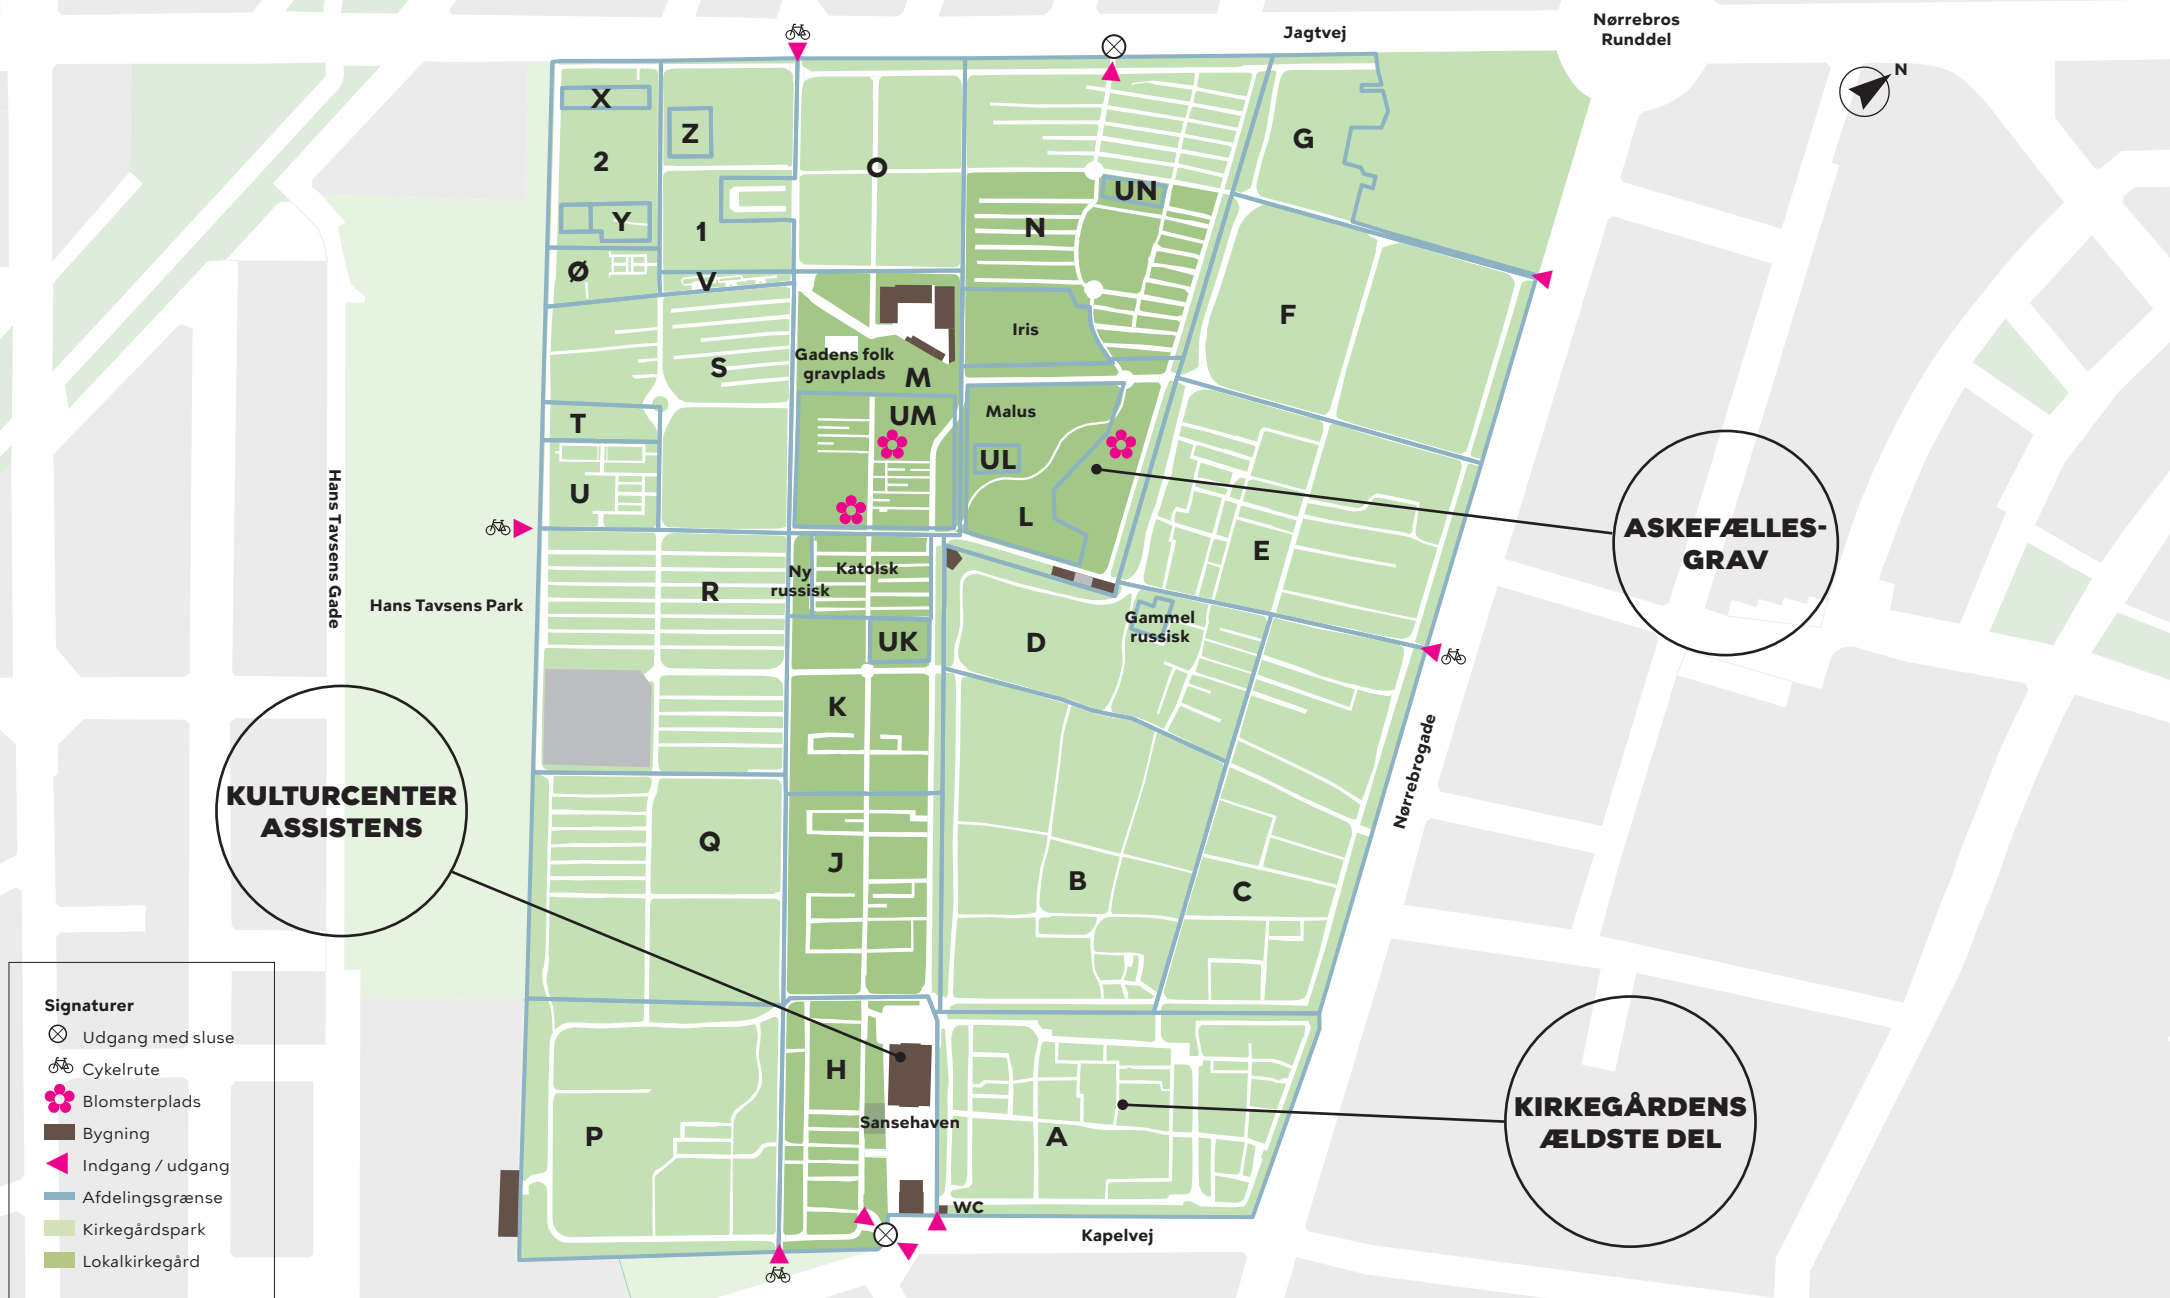 Jagtvej
Nørrebros
Runddel
N
X
Z
2
O
G
Y
1
UN
N
Ø
V
F
Iris
S
Gadens folk
gravplads
M
Malus
UM
T
UL
U
L
ASKEFÆLLES-
GRAV
E
Hans Tavsens Gade
Hans Tavsens Park
R
Ny
russisk
Katolsk
Gammel
russisk
UK
D
K
Nørrebrogade
KULTURCENTER
ASSISTENS
Q
J
B
C
H
Sansehaven
P
A
KIRKEGÅRDENS
ÆLDSTE DEL
WC
Kapelvej
Signaturer
Udgang med sluse
Cykelrute
Blomsterplads
Bygning
Indgang / udgang
Afdelingsgrænse
Kirkegårdspark
Lokalkirkegård